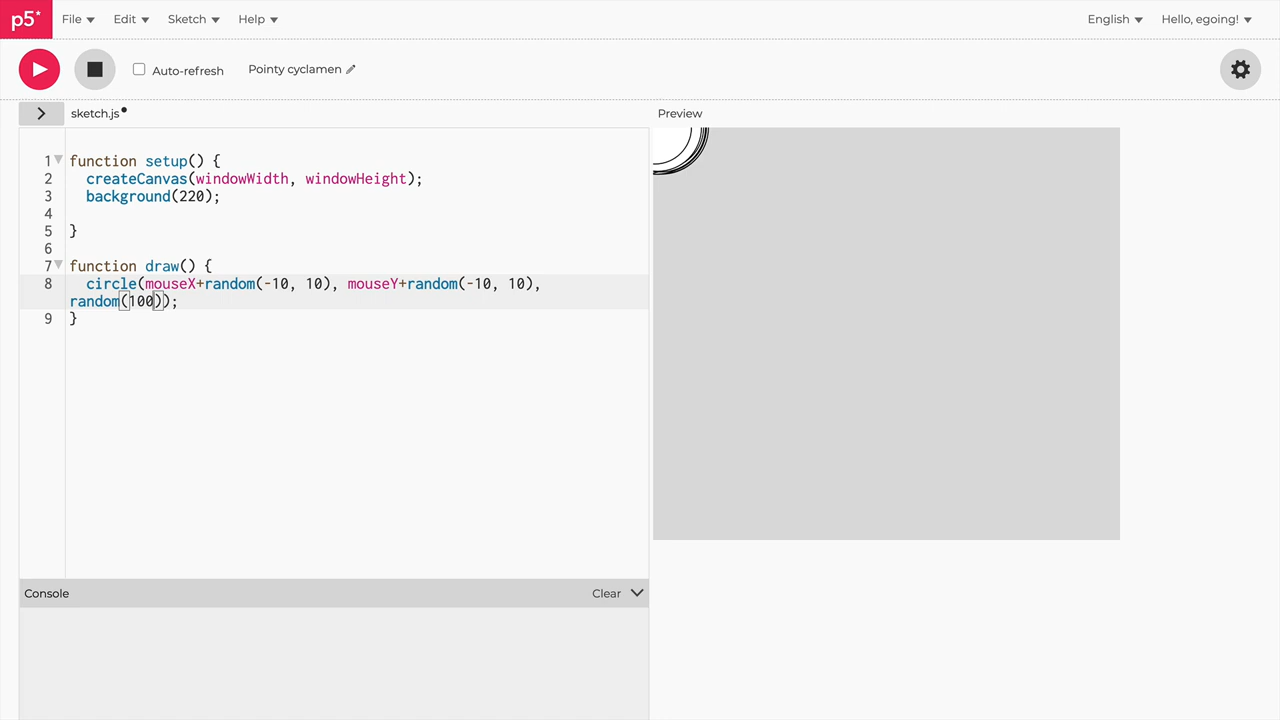 p5* File Edit Sketch Help English Hello, egoing!
Auto-refresh Pointy cyclamen
sketch.js Preview
1 function setup() {
2 createCanvas(windowWidth, windowHeight);
3 background(220);
4
5 }
6
7 function draw() {
8 circle(mouseX+random(-10, 10), mouseY+random(-10, 10),
random(100));
9 }
Console Clear